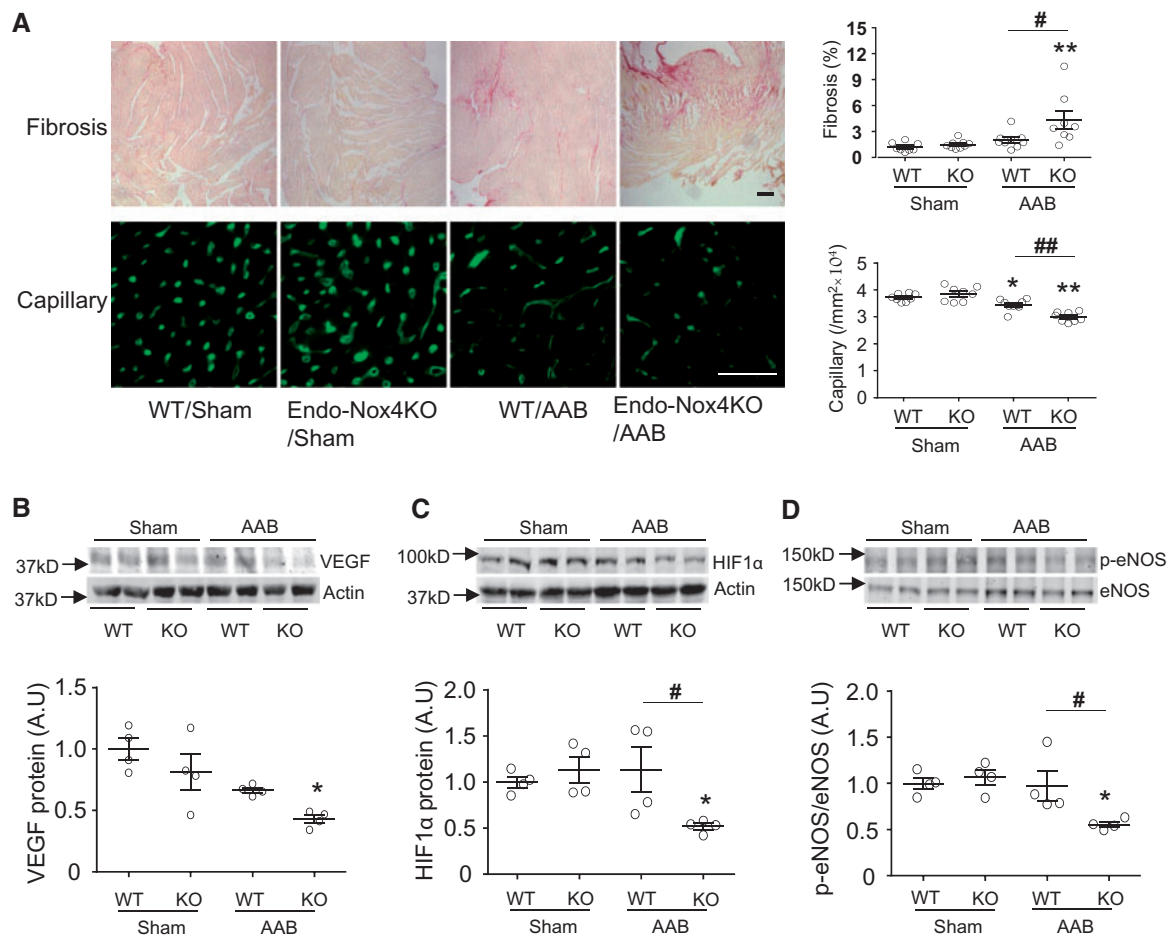 A
Fibrosis
Capillary
WT/Sham
Endo-Nox4KO
/Sham
WT/AAB
Endo-Nox4KO
/AAB
#
**
15
12
9
6
3
0
Fibrosis (%)
WT KO WT KO
Sham AAB
##
* **
5
4
3
2
1
0
Capillary (/mm²×10⁴)
WT KO WT KO
Sham AAB
B
Sham AAB
37kD VEGF
37kD Actin
WT KO WT KO
1.5
1.0
0.5
0
VEGF protein (A.U)
*
WT KO WT KO
Sham AAB
C
Sham AAB
100kD HIF1α
37kD Actin
WT KO WT KO
2.0
1.5
1.0
0.5
0
HIF1α protein (A.U)
#
*
WT KO WT KO
Sham AAB
D
Sham AAB
150kD p-eNOS
150kD eNOS
WT KO WT KO
2.0
1.5
1.0
0.5
0
p-eNOS/eNOS (A.U)
#
*
WT KO WT KO
Sham AAB